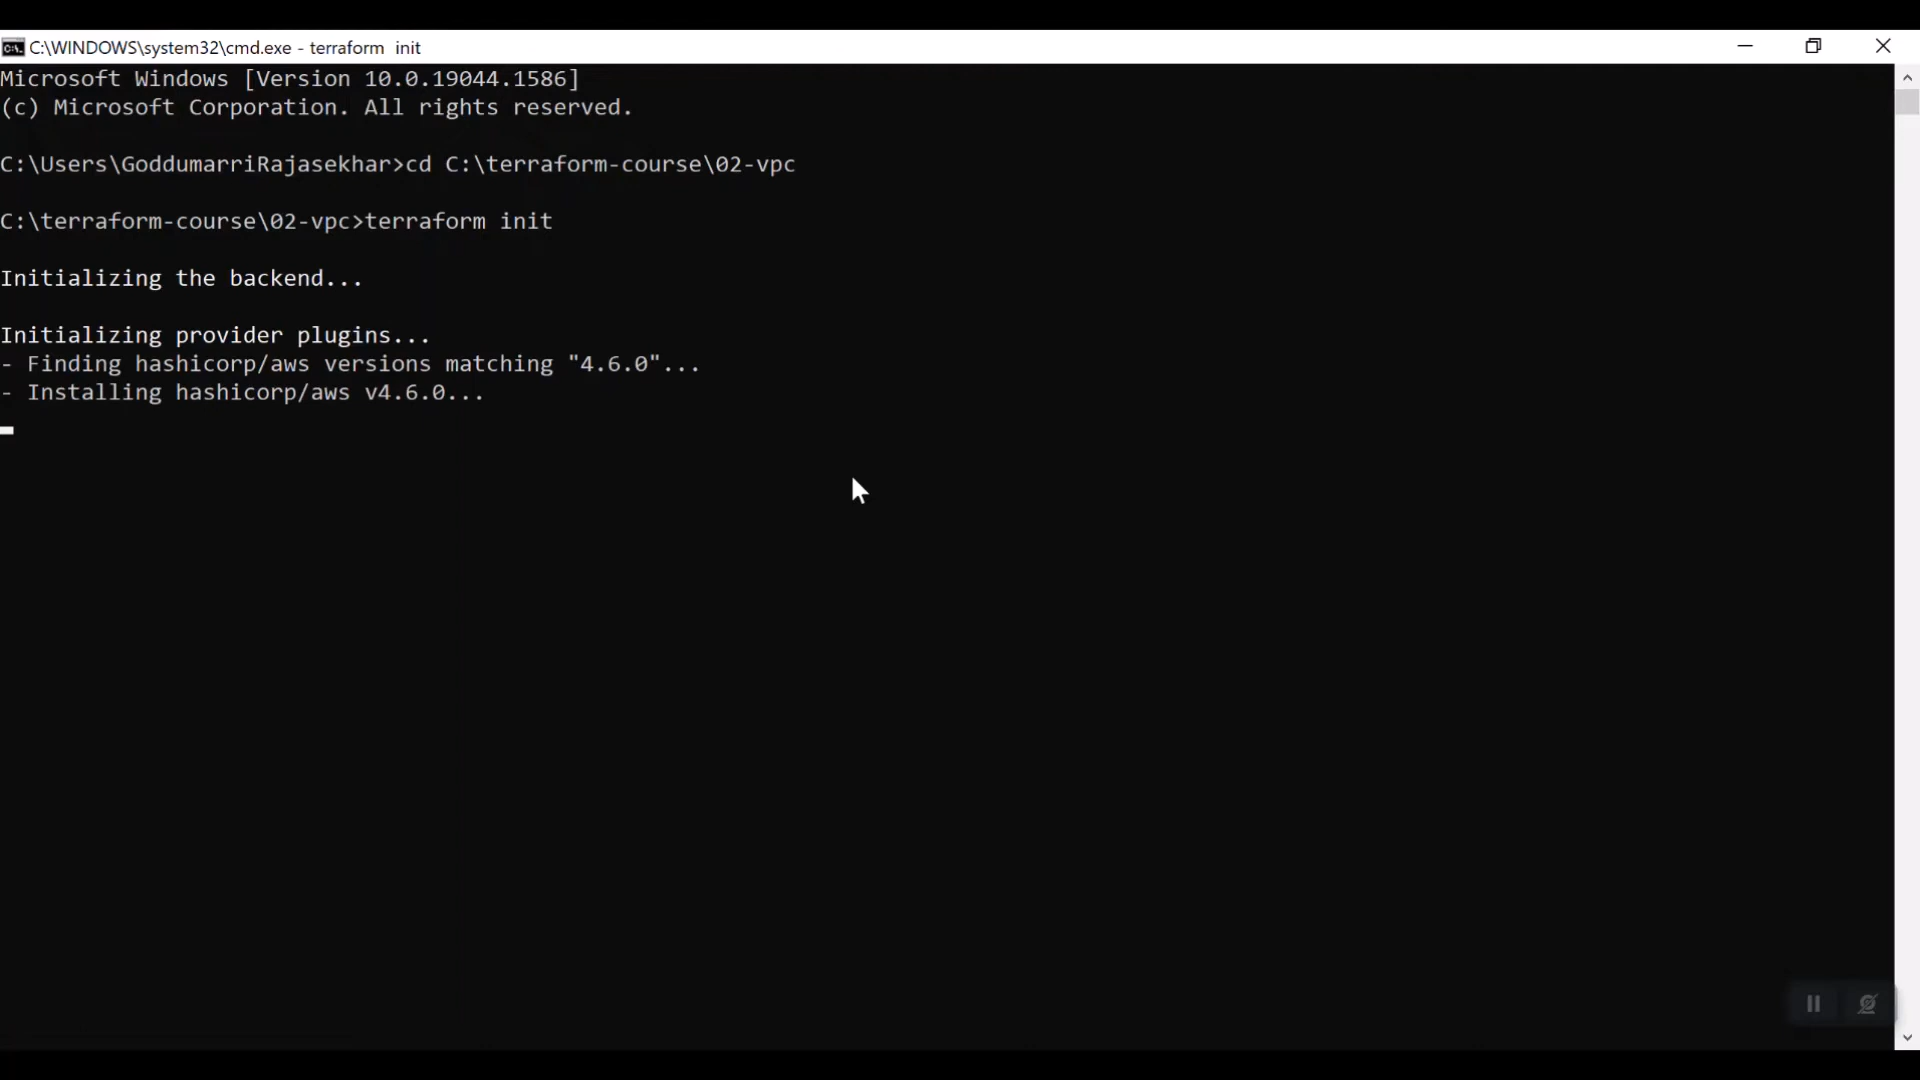 C:\WINDOWS\system32\cmd.exe - terraform  init
Microsoft Windows [Version 10.0.19044.1586]
(c) Microsoft Corporation. All rights reserved.
C:\Users\GoddumarriRajasekhar>cd C:\terraform-course\02-vpc
C:\terraform-course\02-vpc>terraform init
Initializing the backend...
Initializing provider plugins...
- Finding hashicorp/aws versions matching "4.6.0"...
- Installing hashicorp/aws v4.6.0...